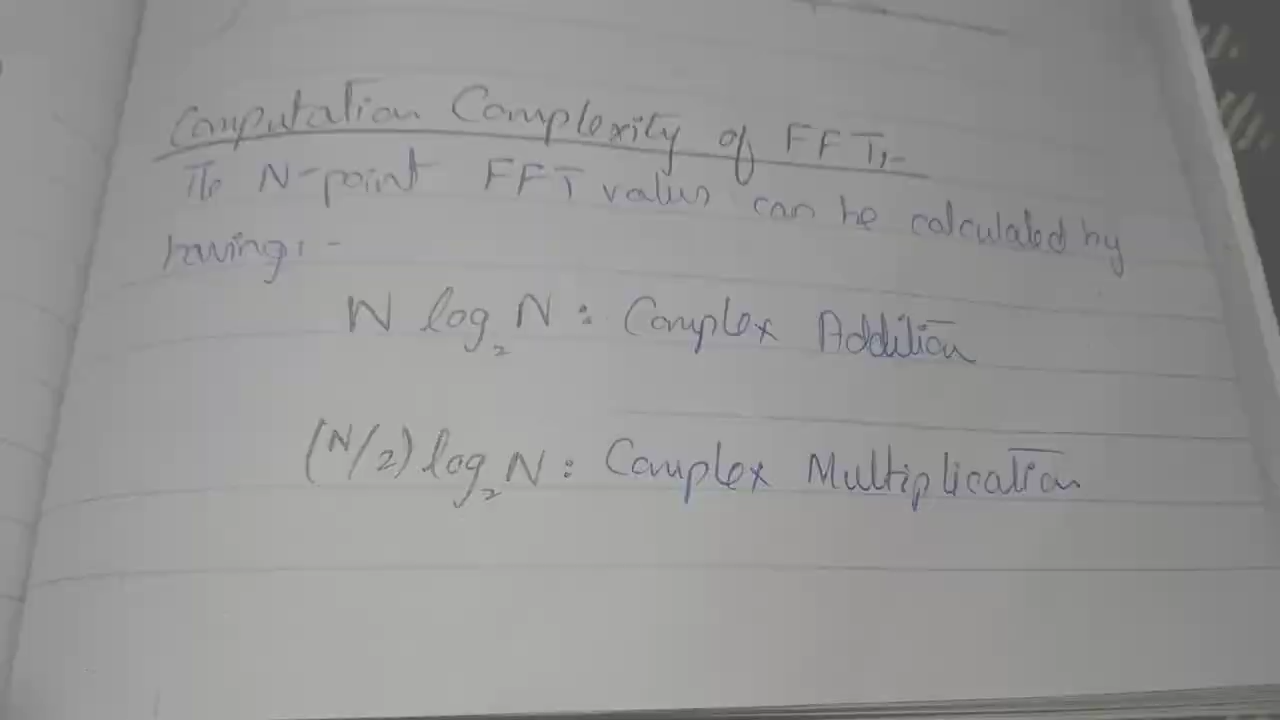 Computation Complexity of FFT:-
The N-point FFT values can be calculated by
having:-
N log₂ N : Complex Addition
(N/2) log₂ N : Complex Multiplication